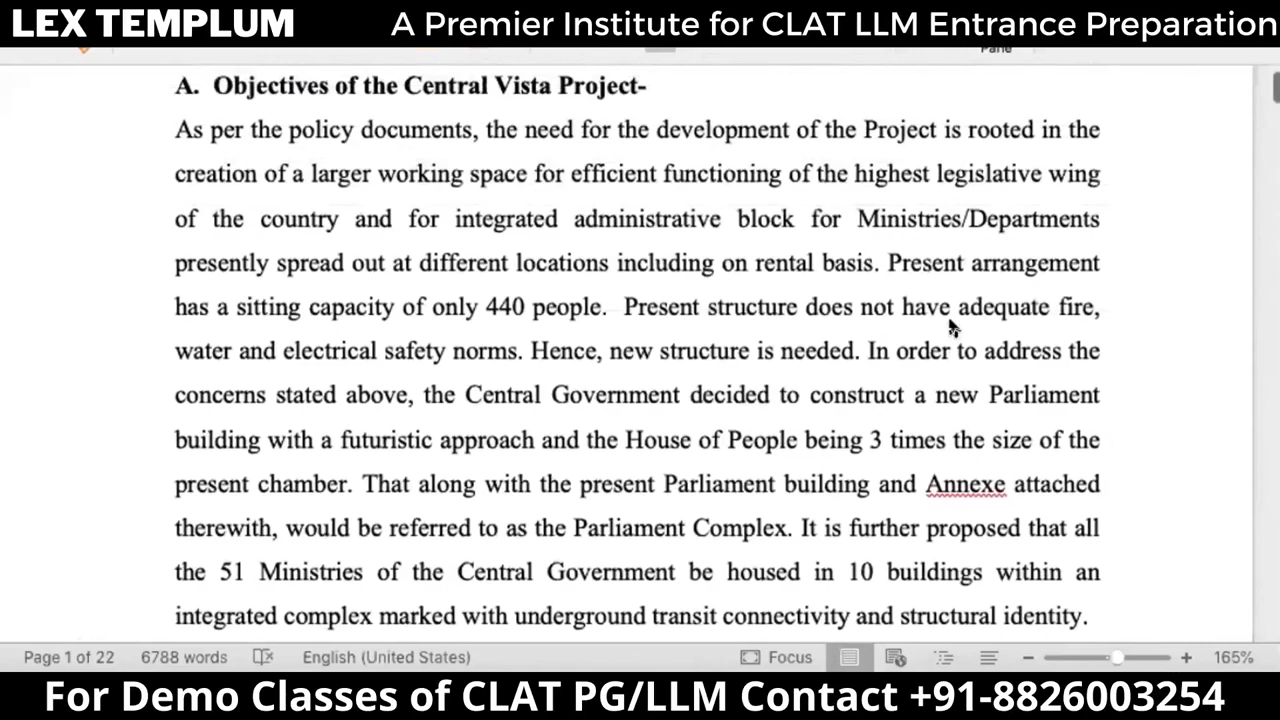 LEX TEMPLUM A Premier Institute for CLAT LLM Entrance Preparation
Pane
A. Objectives of the Central Vista Project-
As per the policy documents, the need for the development of the Project is rooted in the
creation of a larger working space for efficient functioning of the highest legislative wing
of the country and for integrated administrative block for Ministries/Departments
presently spread out at different locations including on rental basis. Present arrangement
has a sitting capacity of only 440 people. Present structure does not have adequate fire,
water and electrical safety norms. Hence, new structure is needed. In order to address the
concerns stated above, the Central Government decided to construct a new Parliament
building with a futuristic approach and the House of People being 3 times the size of the
present chamber. That along with the present Parliament building and Annexe attached
therewith, would be referred to as the Parliament Complex. It is further proposed that all
the 51 Ministries of the Central Government be housed in 10 buildings within an
integrated complex marked with underground transit connectivity and structural identity.
Page 1 of 22 6788 words English (United States) Focus 165%
For Demo Classes of CLAT PG/LLM Contact +91-8826003254